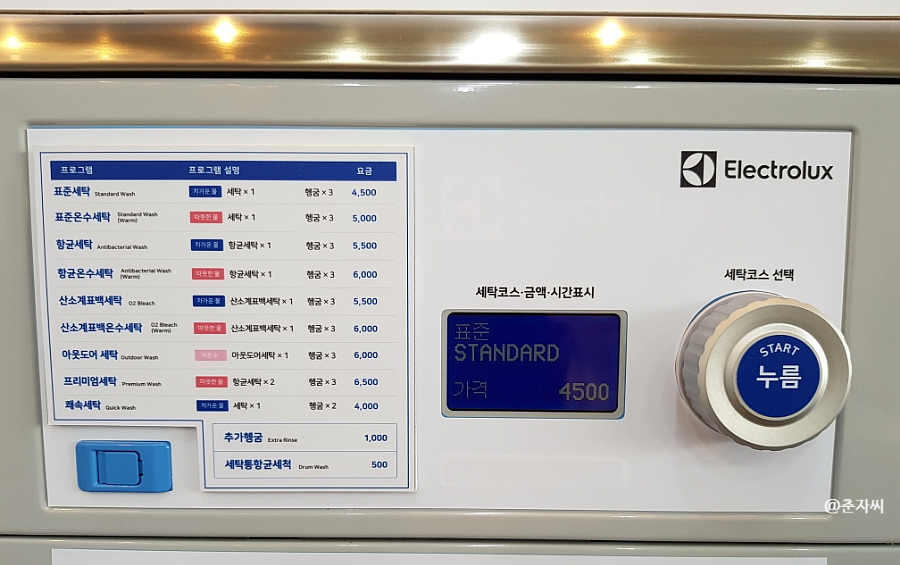 Electrolux
프로그램 프로그램 설명 요금
표준세탁 Standard Wash 차가운 물 세탁 × 1 헹굼 × 3 4,500
표준온수세탁 Standard Wash (Warm) 따뜻한 물 세탁 × 1 헹굼 × 3 5,000
항균세탁 Antibacterial Wash 차가운 물 항균세탁 × 1 헹굼 × 3 5,500
항균온수세탁 Antibacterial Wash (Warm) 따뜻한 물 항균세탁 × 1 헹굼 × 3 6,000
산소계표백세탁 O2 Bleach 차가운 물 산소계표백세탁 × 1 헹굼 × 3 5,500
산소계표백온수세탁 O2 Bleach (Warm) 따뜻한 물 산소계표백세탁 × 1 헹굼 × 3 6,000
아웃도어 세탁 Outdoor Wash 아웃도어세탁 × 1 헹굼 × 3 6,000
프리미엄세탁 Premium Wash 따뜻한 물 항균세탁 × 2 헹굼 × 3 6,500
쾌속세탁 Quick Wash 차가운 물 세탁 × 1 헹굼 × 2 4,000
추가헹굼 Extra Rinse 1,000
세탁통항균세척 Drum Wash 500
세탁코스·금액·시간표시
표준
STANDARD
가격 4500
세탁코스 선택
START
누름
@춘자씨